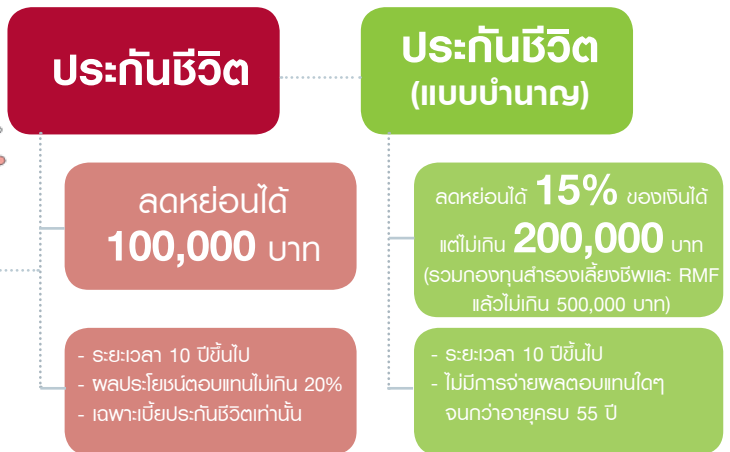 ประกันชีวิต
ลดหย่อนได้
100,000 บาท
- ระยะเวลา 10 ปีขึ้นไป
- ผลประโยชน์ตอบแทนไม่เกิน 20%
- เฉพาะเบี้ยประกันชีวิตเท่านั้น
ประกันชีวิต
(แบบบำนาญ)
ลดหย่อนได้ 15% ของเงินได้
แต่ไม่เกิน 200,000 บาท
(รวมกองทุนสำรองเลี้ยงชีพและ RMF
แล้วไม่เกิน 500,000 บาท)
- ระยะเวลา 10 ปีขึ้นไป
- ไม่มีการจ่ายผลตอบแทนใดๆ
จนกว่าอายุครบ 55 ปี